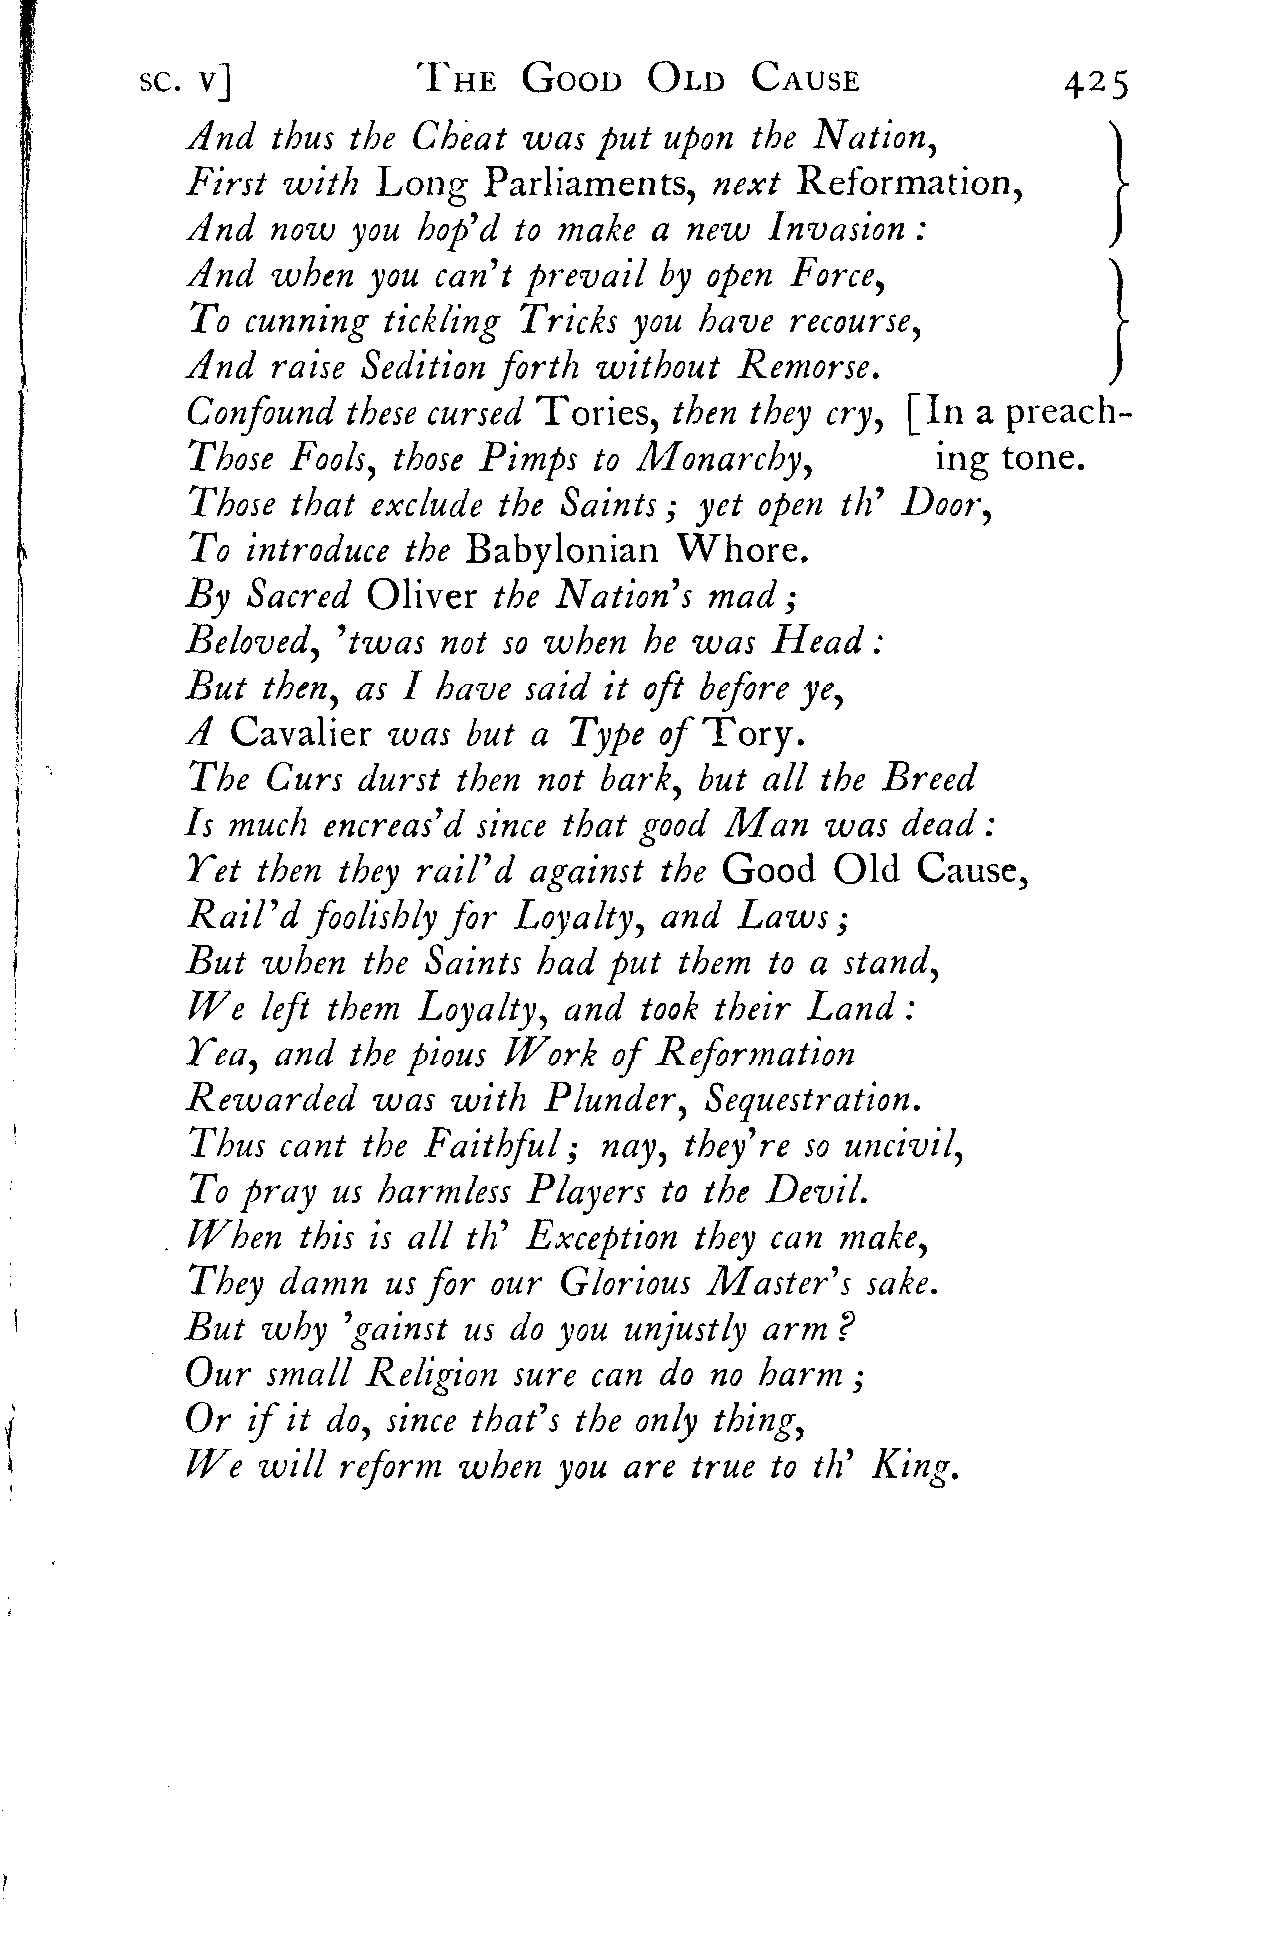 SC. V] THE GOOD OLD CAUSE 425
And thus the Cheat was put upon the Nation,
First with Long Parliaments, next Reformation,
And now you hop'd to make a new Invasion :
And when you can't prevail by open Force,
To cunning tickling Tricks you have recourse,
And raise Sedition forth without Remorse.
Confound these cursed Tories, then they cry, [In a preach-
Those Fools, those Pimps to Monarchy, ing tone.
Those that exclude the Saints ; yet open th' Door,
To introduce the Babylonian Whore.
By Sacred Oliver the Nation's mad ;
Beloved, 'twas not so when he was Head :
But then, as I have said it oft before ye,
A Cavalier was but a Type of Tory.
The Curs durst then not bark, but all the Breed
Is much encreas'd since that good Man was dead :
Yet then they rail'd against the Good Old Cause,
Rail'd foolishly for Loyalty, and Laws ;
But when the Saints had put them to a stand,
We left them Loyalty, and took their Land :
Yea, and the pious Work of Reformation
Rewarded was with Plunder, Sequestration.
Thus cant the Faithful ; nay, they're so uncivil,
To pray us harmless Players to the Devil.
When this is all th' Exception they can make,
They damn us for our Glorious Master's sake.
But why 'gainst us do you unjustly arm ?
Our small Religion sure can do no harm ;
Or if it do, since that's the only thing,
We will reform when you are true to th' King.